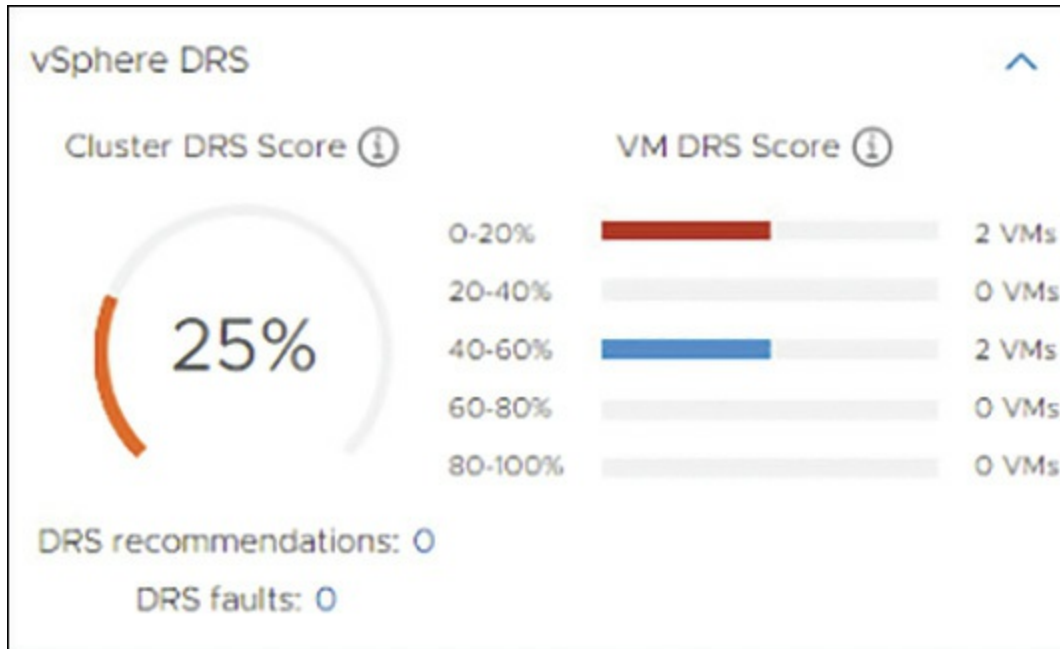 vSphere DRS
Cluster DRS Score
25%
DRS recommendations: 0
DRS faults: 0
VM DRS Score
0-20% 2 VMs
20-40% 0 VMs
40-60% 2 VMs
60-80% 0 VMs
80-100% 0 VMs